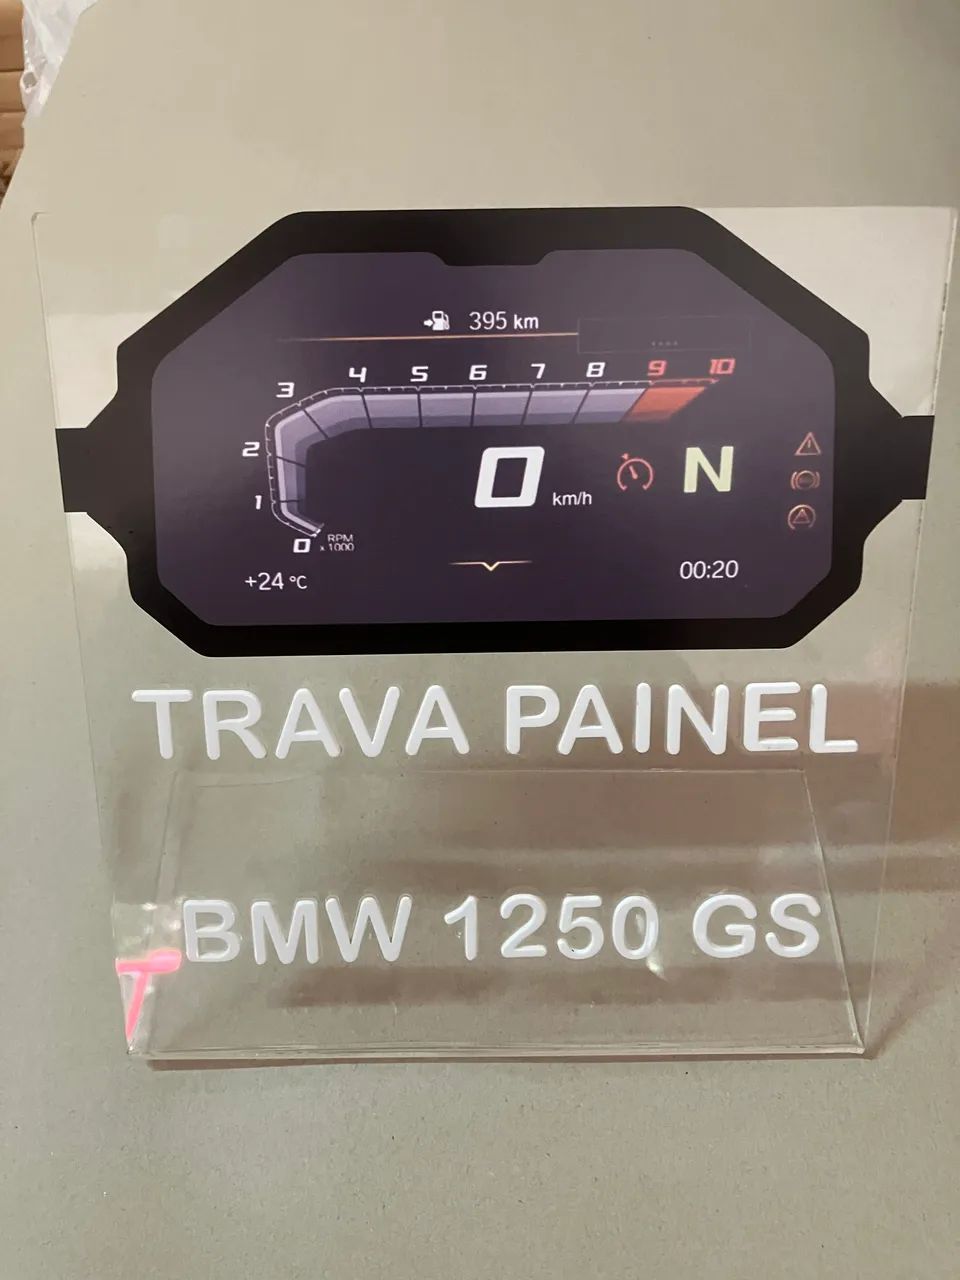 395 km
3 4 5 6 7 8 9 10
2
1
0 km/h N
0 RPM x 1000
+24 °C
00:20
TRAVA PAINEL
BMW 1250 GS